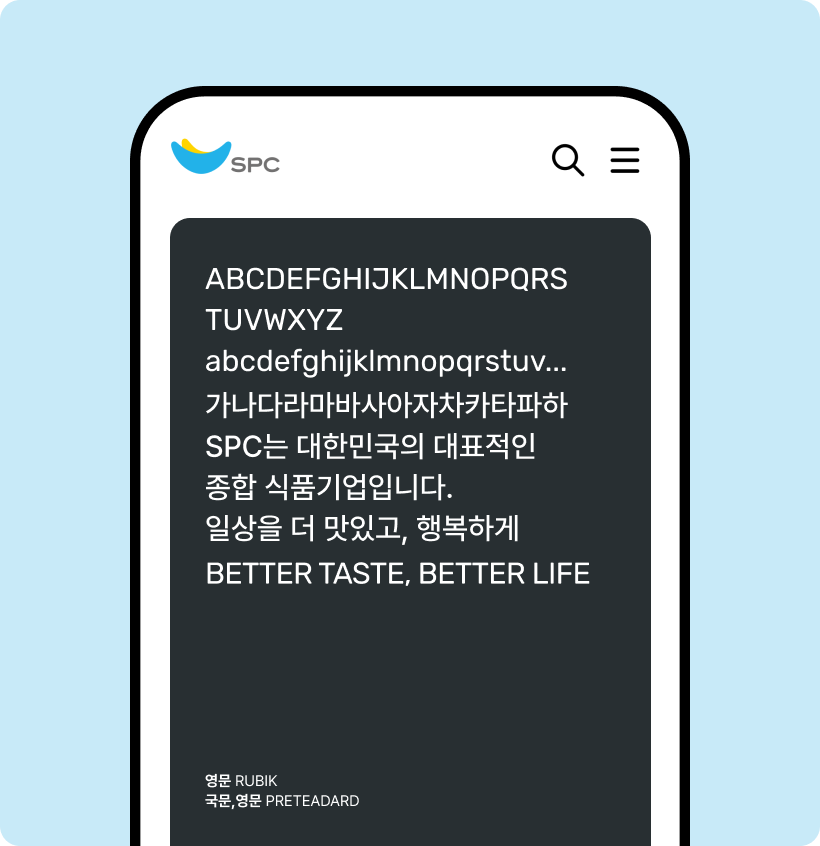 SPC
ABCDEFGHIJKLMNOPQRS
TUVWXYZ
abcdefghijklmnopqrstuv...
가나다라마바사아자차카타파하
SPC는 대한민국의 대표적인
종합 식품기업입니다.
일상을 더 맛있고, 행복하게
BETTER TASTE, BETTER LIFE
영문 RUBIK
국문,영문 PRETEADARD